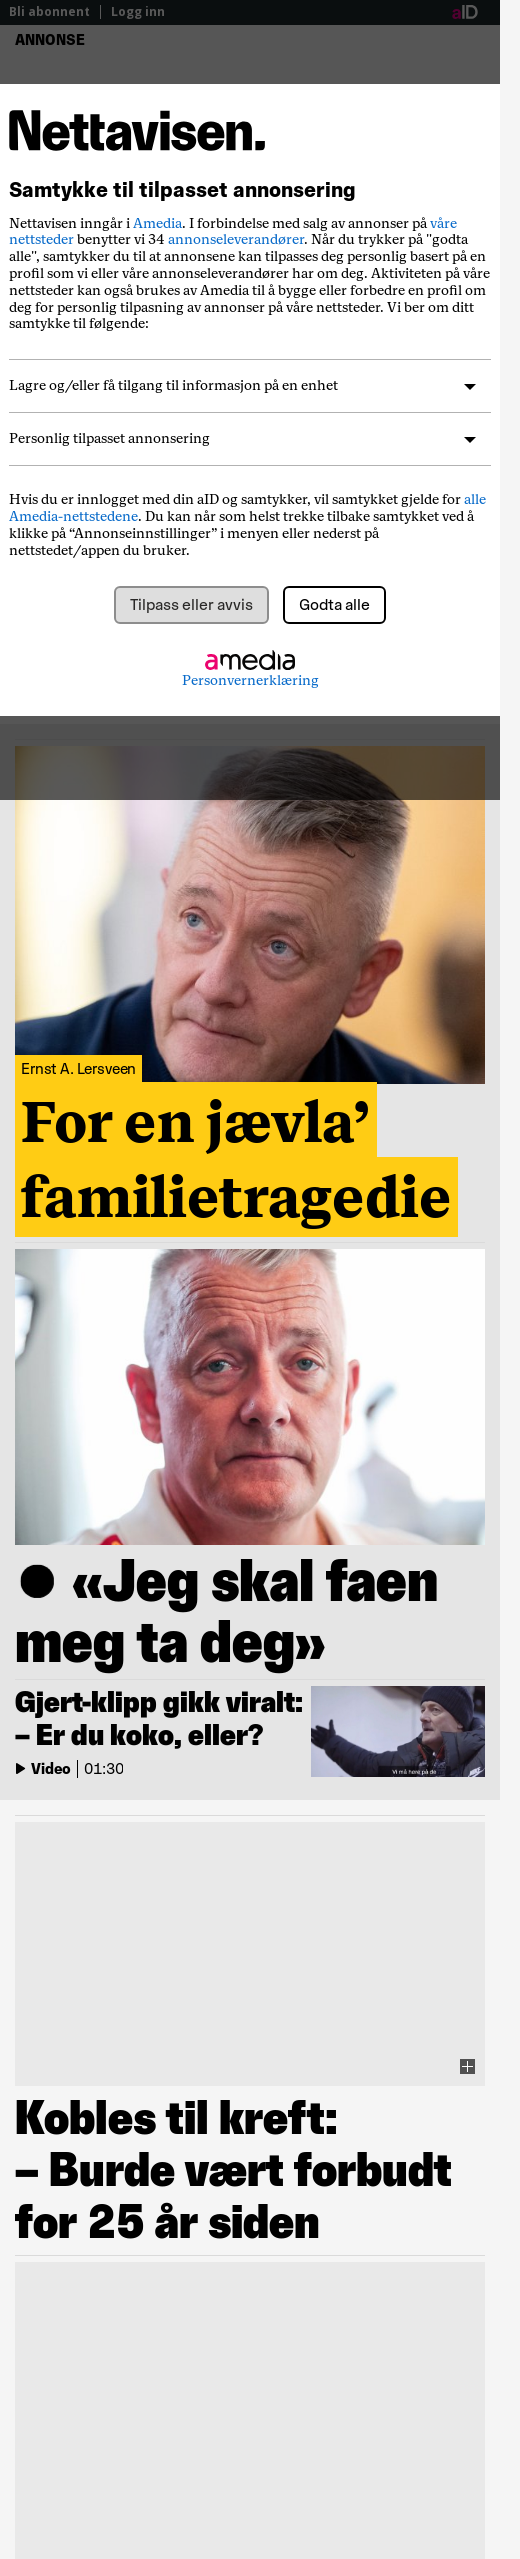 Bli abonnent | Logg inn
aID
ANNONSE
Nettavisen.
Samtykke til tilpasset annonsering
Nettavisen inngår i Amedia. I forbindelse med salg av annonser på våre
nettsteder benytter vi 34 annonseleverandører. Når du trykker på "godta
alle", samtykker du til at annonsene kan tilpasses deg personlig basert på en
profil som vi eller våre annonseleverandører har om deg. Aktiviteten på våre
nettsteder kan også brukes av Amedia til å bygge eller forbedre en profil om
deg for personlig tilpasning av annonser på våre nettsteder. Vi ber om ditt
samtykke til følgende:
Lagre og/eller få tilgang til informasjon på en enhet
Personlig tilpasset annonsering
Hvis du er innlogget med din aID og samtykker, vil samtykket gjelde for alle
Amedia-nettstedene. Du kan når som helst trekke tilbake samtykket ved å
klikke på “Annonseinnstillinger” i menyen eller nederst på
nettstedet/appen du bruker.
Tilpass eller avvis
Godta alle
amedia
Personvernerklæring
Ernst A. Lersveen
For en jævla’
familietragedie
● «Jeg skal faen
meg ta deg»
Gjert-klipp gikk viralt:
– Er du koko, eller?
Video | 01:30
Vi må høre på de
Kobles til kreft:
– Burde vært forbudt
for 25 år siden